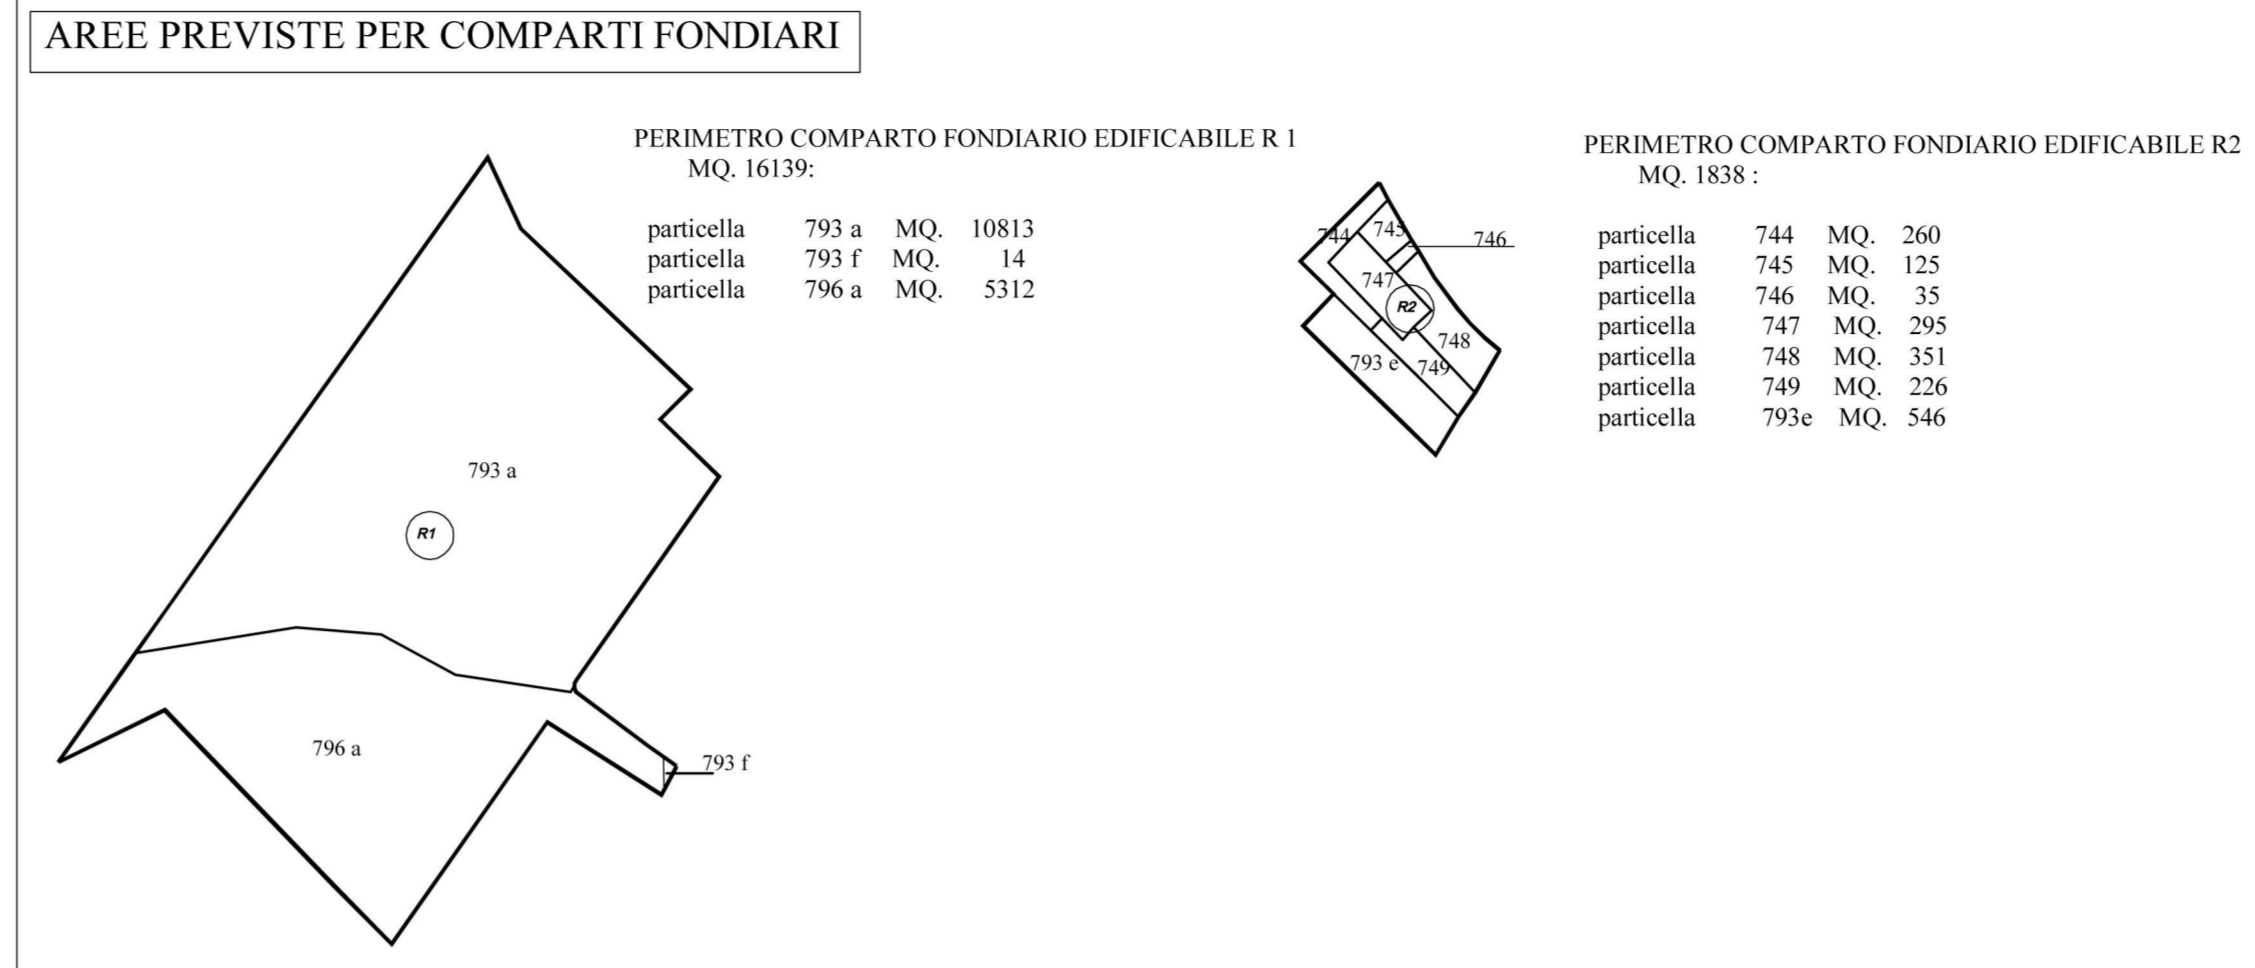 AREE PREVISTE PER COMPARTI FONDIARI
PERIMETRO COMPARTO FONDIARIO EDIFICABILE R 1
MQ. 16139:
particella 793 a MQ. 10813
particella 793 f MQ. 14
particella 796 a MQ. 5312
793 a
R1
796 a
793 f
PERIMETRO COMPARTO FONDIARIO EDIFICABILE R2
MQ. 1838 :
particella 744 MQ. 260
particella 745 MQ. 125
particella 746 MQ. 35
particella 747 MQ. 295
particella 748 MQ. 351
particella 749 MQ. 226
particella 793e MQ. 546
744
745
746
747
R2
748
793 e
749